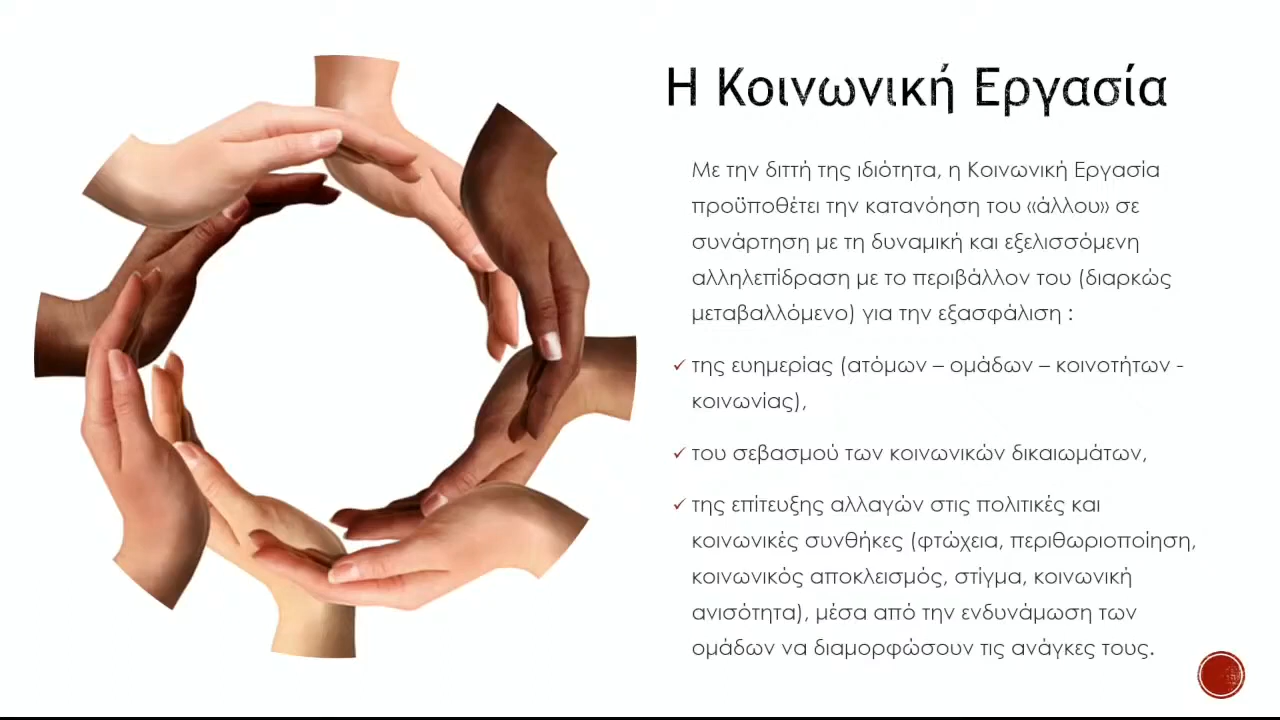 Η Κοινωνική Εργασία
Με την διττή της ιδιότητα, η Κοινωνική Εργασία
προϋποθέτει την κατανόηση του «άλλου» σε
συνάρτηση με τη δυναμική και εξελισσόμενη
αλληλεπίδραση με το περιβάλλον του (διαρκώς
μεταβαλλόμενο) για την εξασφάλιση :
✓ της ευημερίας (ατόμων – ομάδων – κοινοτήτων -
κοινωνίας),
✓ του σεβασμού των κοινωνικών δικαιωμάτων,
✓ της επίτευξης αλλαγών στις πολιτικές και
κοινωνικές συνθήκες (φτώχεια, περιθωριοποίηση,
κοινωνικός αποκλεισμός, στίγμα, κοινωνική
ανισότητα), μέσα από την ενδυνάμωση των
ομάδων να διαμορφώσουν τις ανάγκες τους.